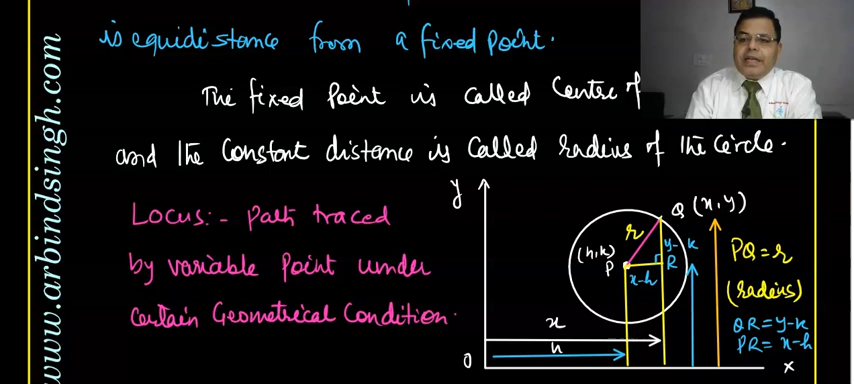 is equidistance from a fixed point.
The fixed point is called Centre of
and the constant distance is called radius of the circle.
Locus:- Path traced
by variable point under
certain Geometrical Condition.
www.arbindsingh.com
y
Q (x,y)
r
(h,k)
P
y-k
R
x-h
x
h
0
x
PQ = r
(radius)
QR = y-k
PR = x-h